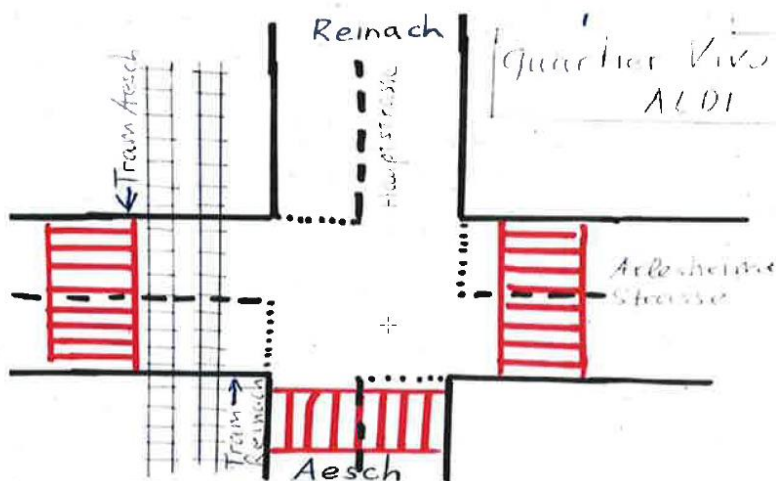 Reinach
Quartier Vivo
ALDI
← Tram Aesch
Hauptstrasse
Arlesheimer
Strasse
Tram →
Reinach
Aesch